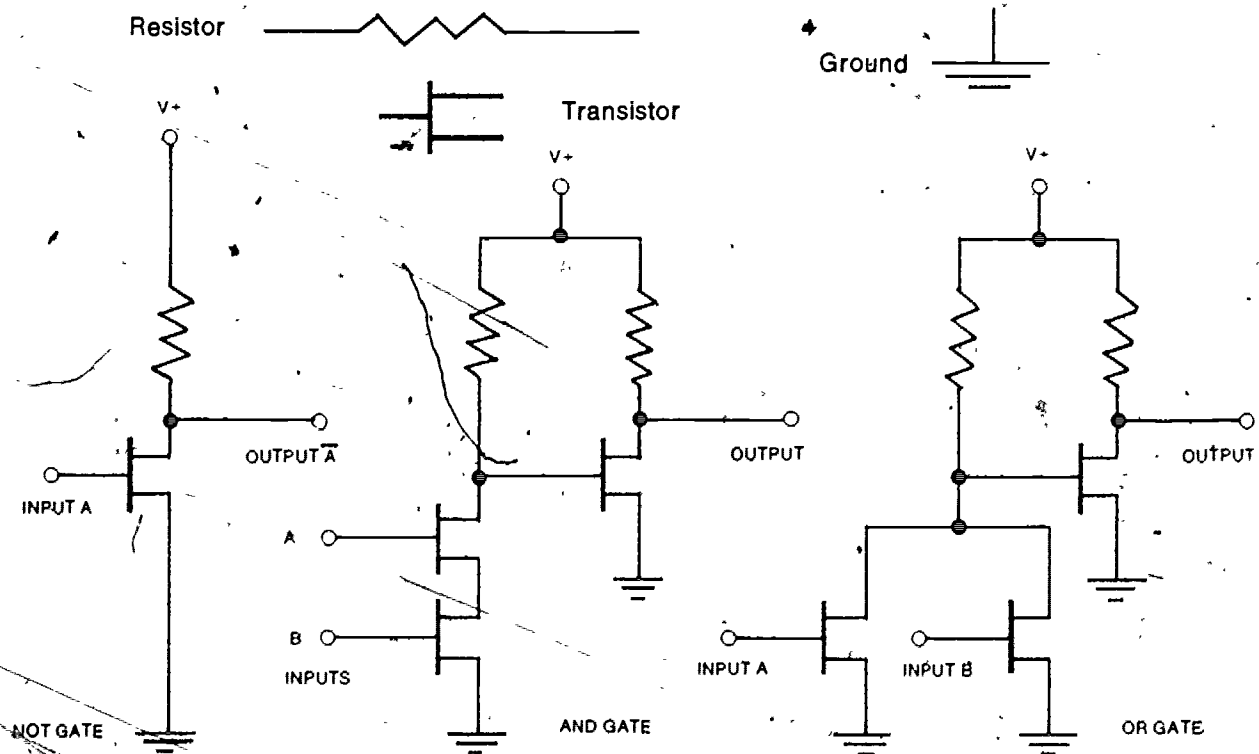 Resistor
Ground
Transistor
V+
V+
V+
OUTPUT A̅
INPUT A
OUTPUT
OUTPUT
A
B
INPUTS
INPUT A
INPUT B
NOT GATE
AND GATE
OR GATE